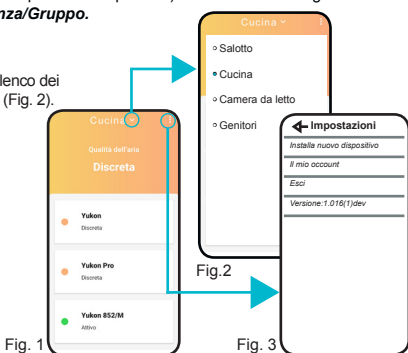 nza/Gruppo.
lenco dei
(Fig. 2).
Cucina
Qualità dell'aria
Discreta
Yukon
Discreta
Yukon Pro
Discreta
Yukon 852/M
Attivo
Fig. 1
Cucina
Salotto
Cucina
Camera da letto
Genitori
Fig.2
Impostazioni
Installa nuovo dispositivo
Il mio account
Esci
Versione:1.016(1)dev
Fig. 3